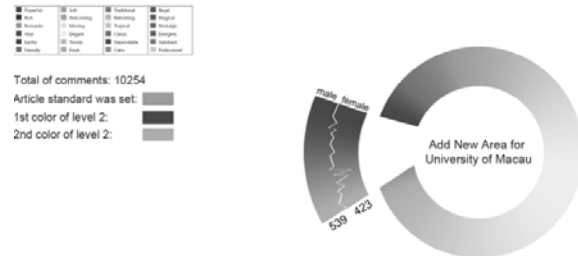 Powerful Soft Traditional Regal
Rich Welcoming Refreshing Magical
Romantic Moving Tropical Nostalgic
Vital Elegant Classic Energetic
Earthy Trendy Dependable Subdued
Friendly Fresh Calm Professional
Total of comments: 10254
Article standard was set:
1st color of level 2:
2nd color of level 2:
male female
539 423
Add New Area for
University of Macau